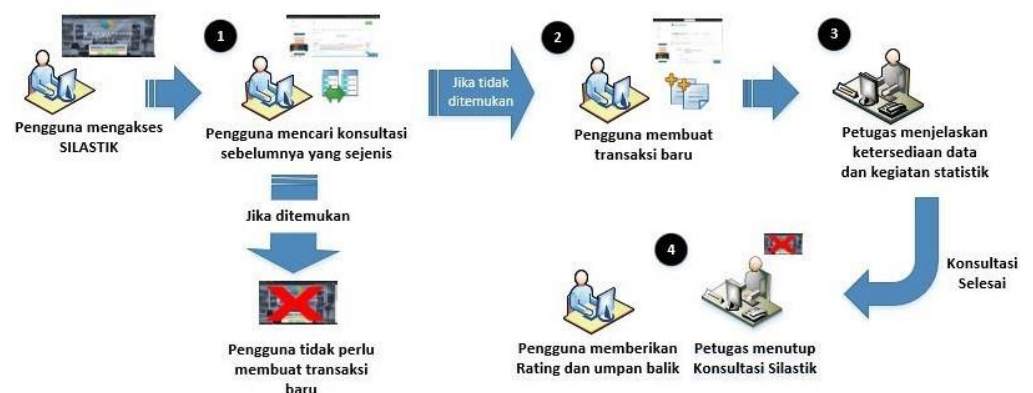 1
2
3
Pengguna mengakses
SILASTIK
Pengguna mencari konsultasi
sebelumnya yang sejenis
Jika tidak
ditemukan
Pengguna membuat
transaksi baru
Petugas menjelaskan
ketersediaan data
dan kegiatan statistik
Jika ditemukan
Pengguna tidak perlu
membuat transaksi
baru
4
Konsultasi
Selesai
Pengguna memberikan
Rating dan umpan balik
Petugas menutup
Konsultasi Silastik